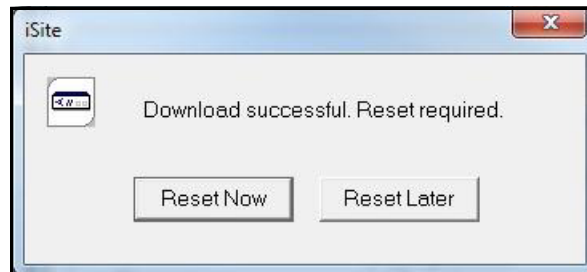 iSite
Download successful. Reset required.
Reset Now
Reset Later